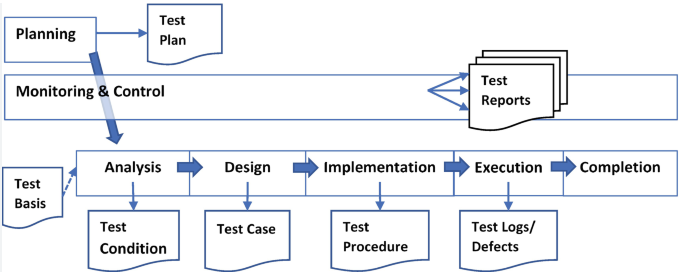 Planning
Test
Plan
Monitoring & Control
Test
Reports
Analysis
Design
Implementation
Execution
Completion
Test
Basis
Test
Condition
Test Case
Test
Procedure
Test Logs/
Defects